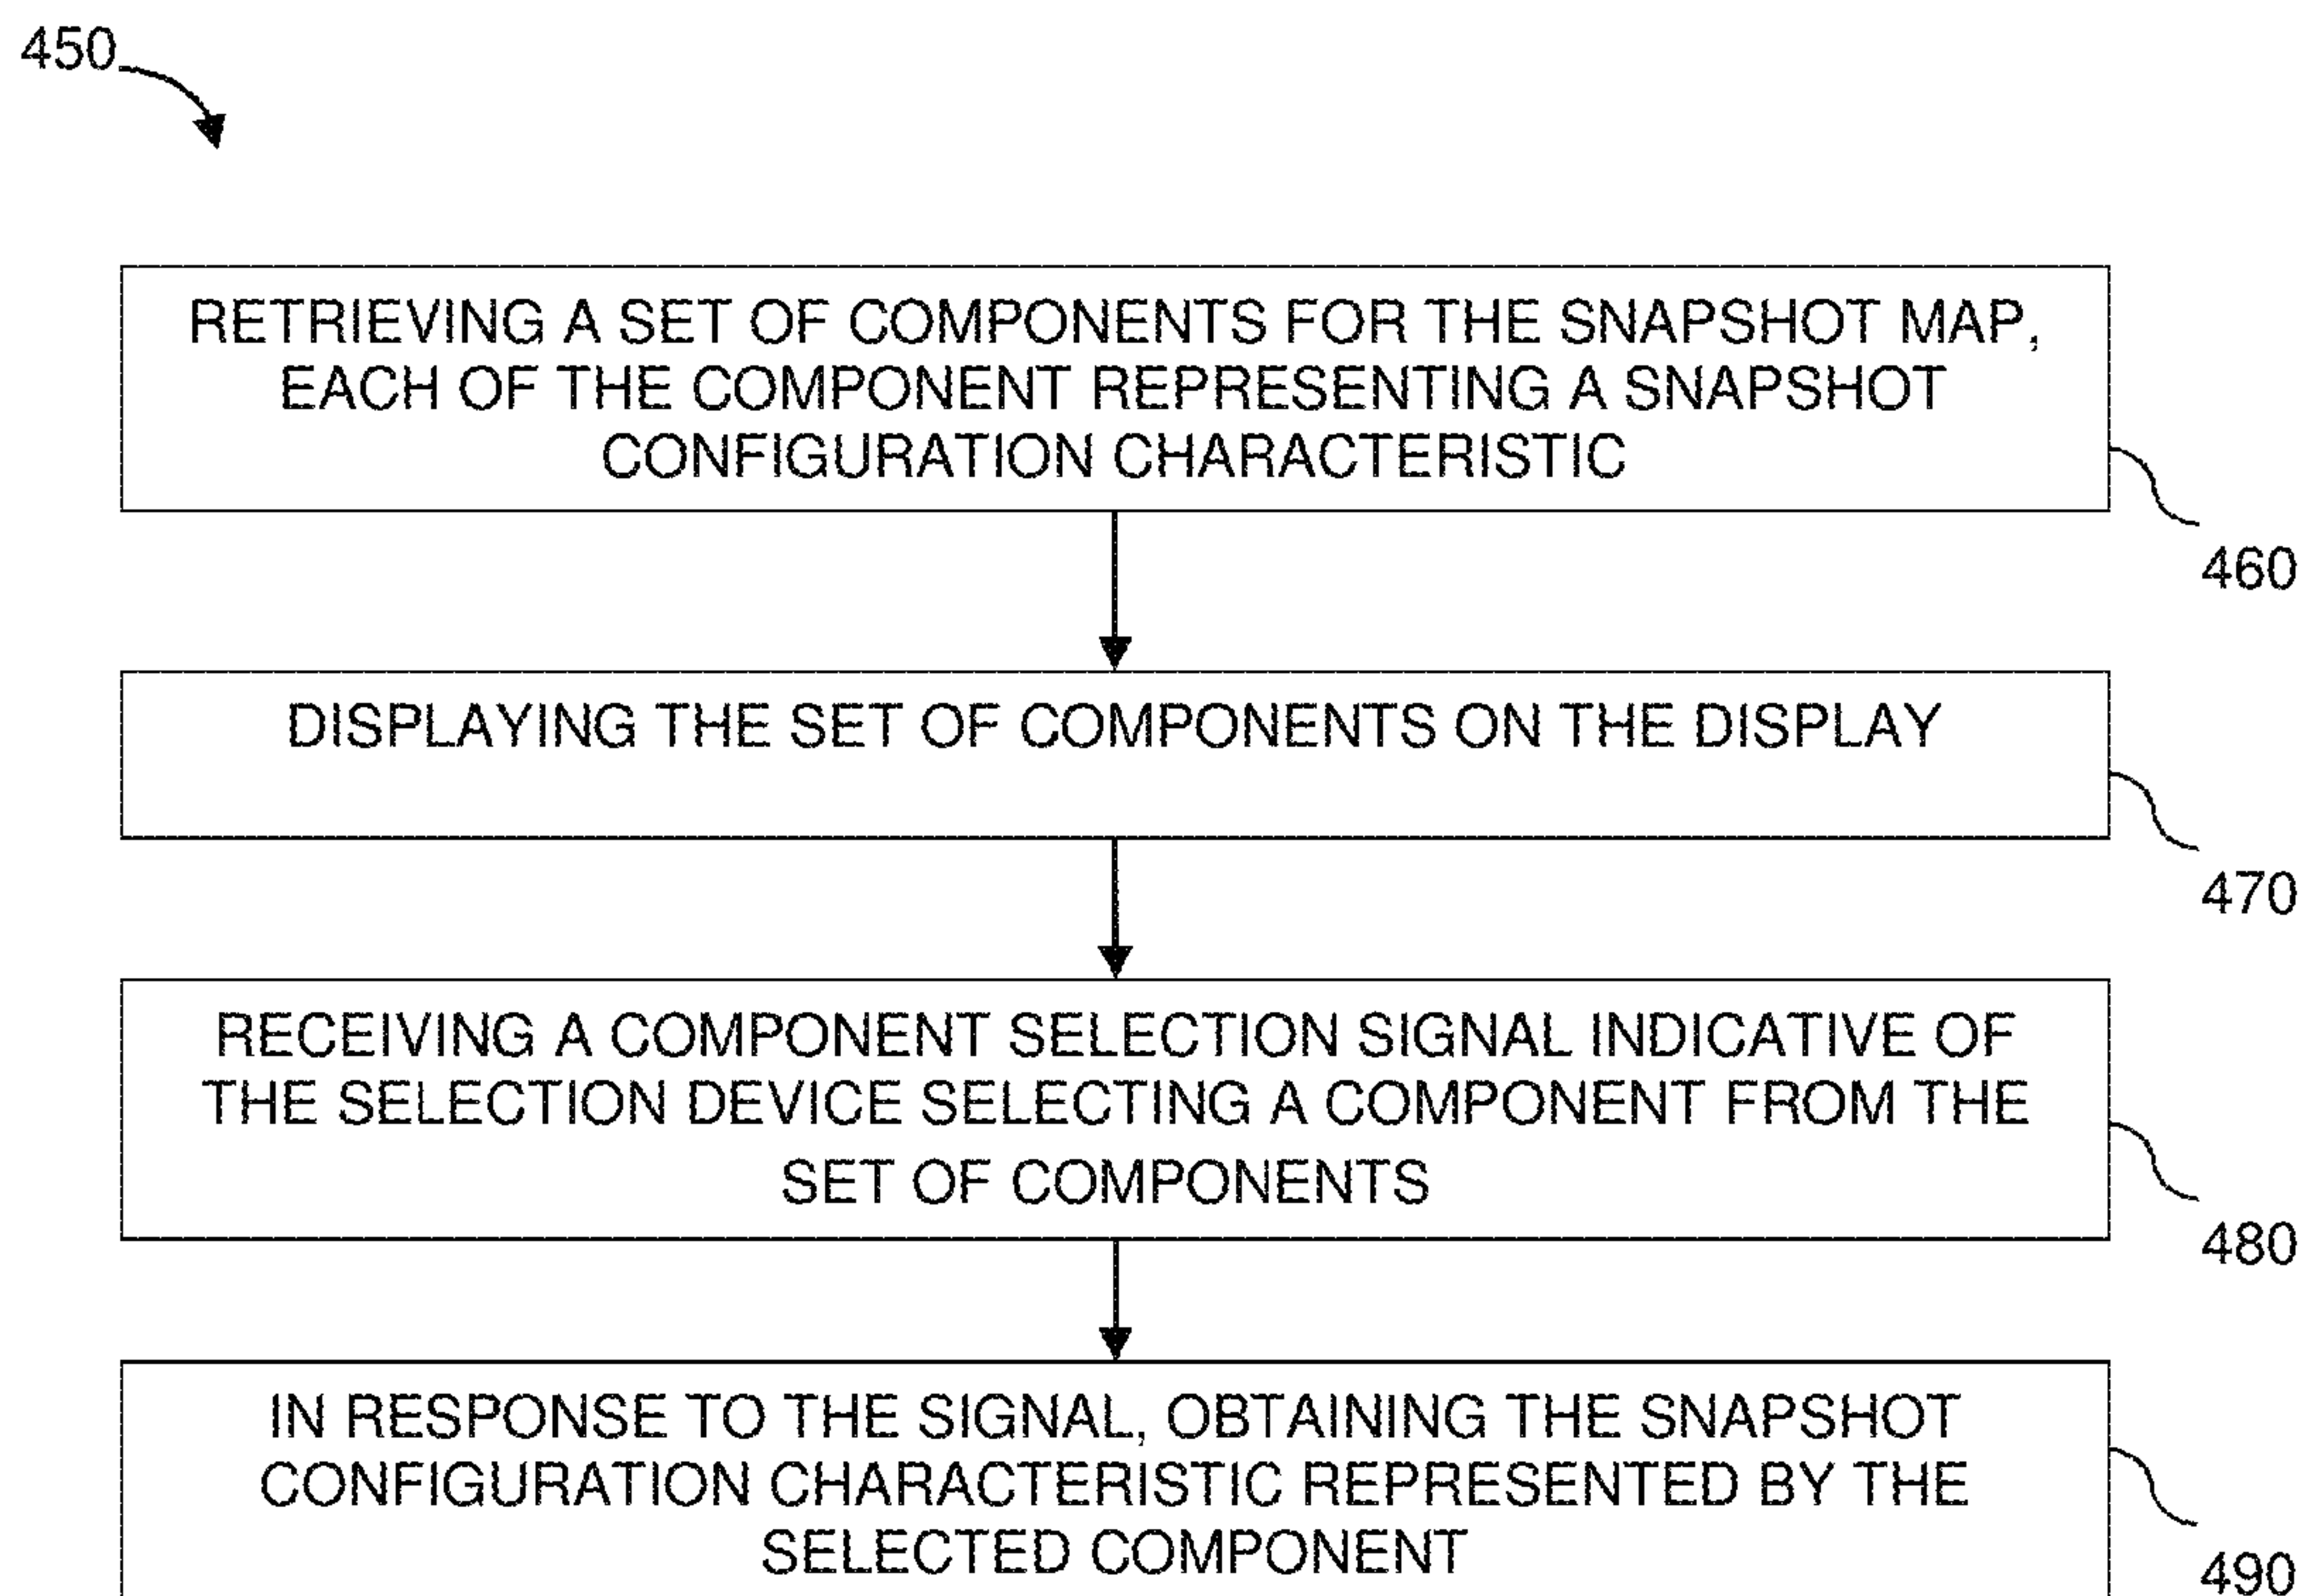 450
RETRIEVING A SET OF COMPONENTS FOR THE SNAPSHOT MAP,
EACH OF THE COMPONENT REPRESENTING A SNAPSHOT
CONFIGURATION CHARACTERISTIC
460
DISPLAYING THE SET OF COMPONENTS ON THE DISPLAY
470
RECEIVING A COMPONENT SELECTION SIGNAL INDICATIVE OF
THE SELECTION DEVICE SELECTING A COMPONENT FROM THE
SET OF COMPONENTS
480
IN RESPONSE TO THE SIGNAL, OBTAINING THE SNAPSHOT
CONFIGURATION CHARACTERISTIC REPRESENTED BY THE
SELECTED COMPONENT
490